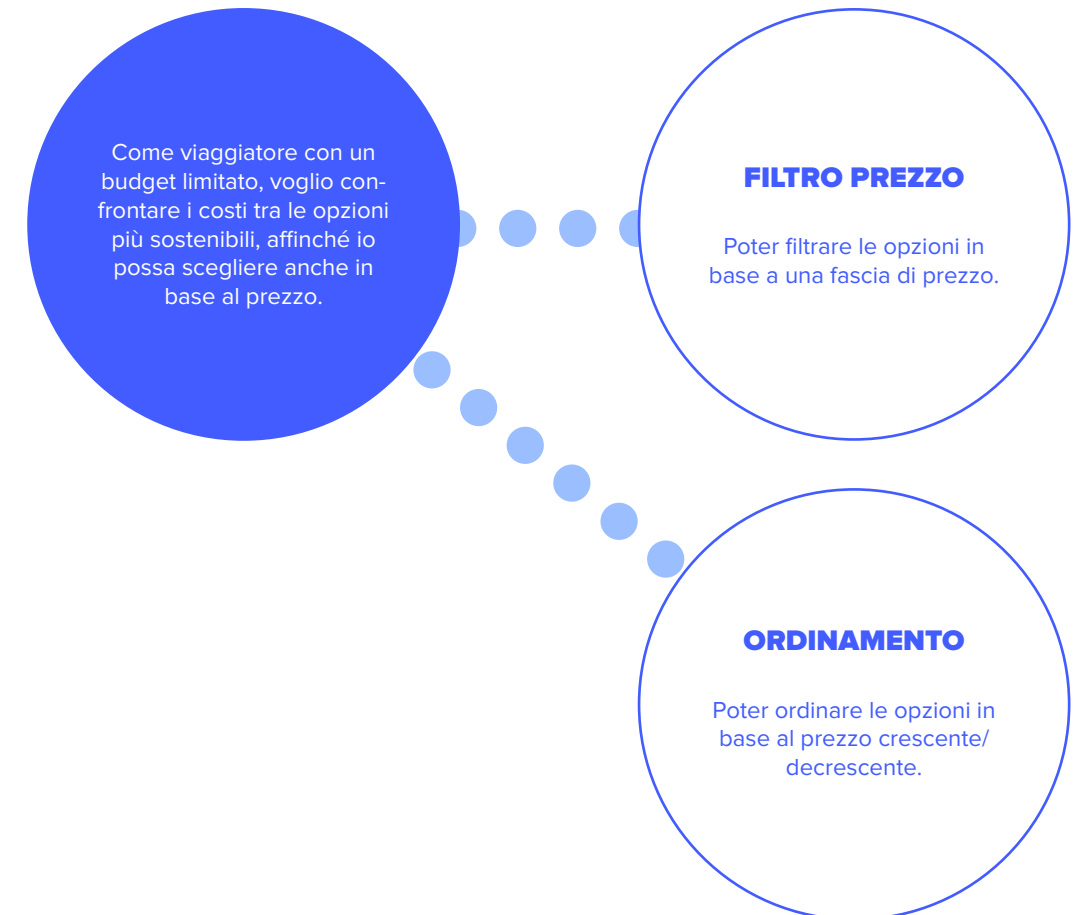 Come viaggiatore con un
budget limitato, voglio con-
frontare i costi tra le opzioni
più sostenibili, affinché io
possa scegliere anche in
base al prezzo.
FILTRO PREZZO
Poter filtrare le opzioni in
base a una fascia di prezzo.
ORDINAMENTO
Poter ordinare le opzioni in
base al prezzo crescente/
decrescente.